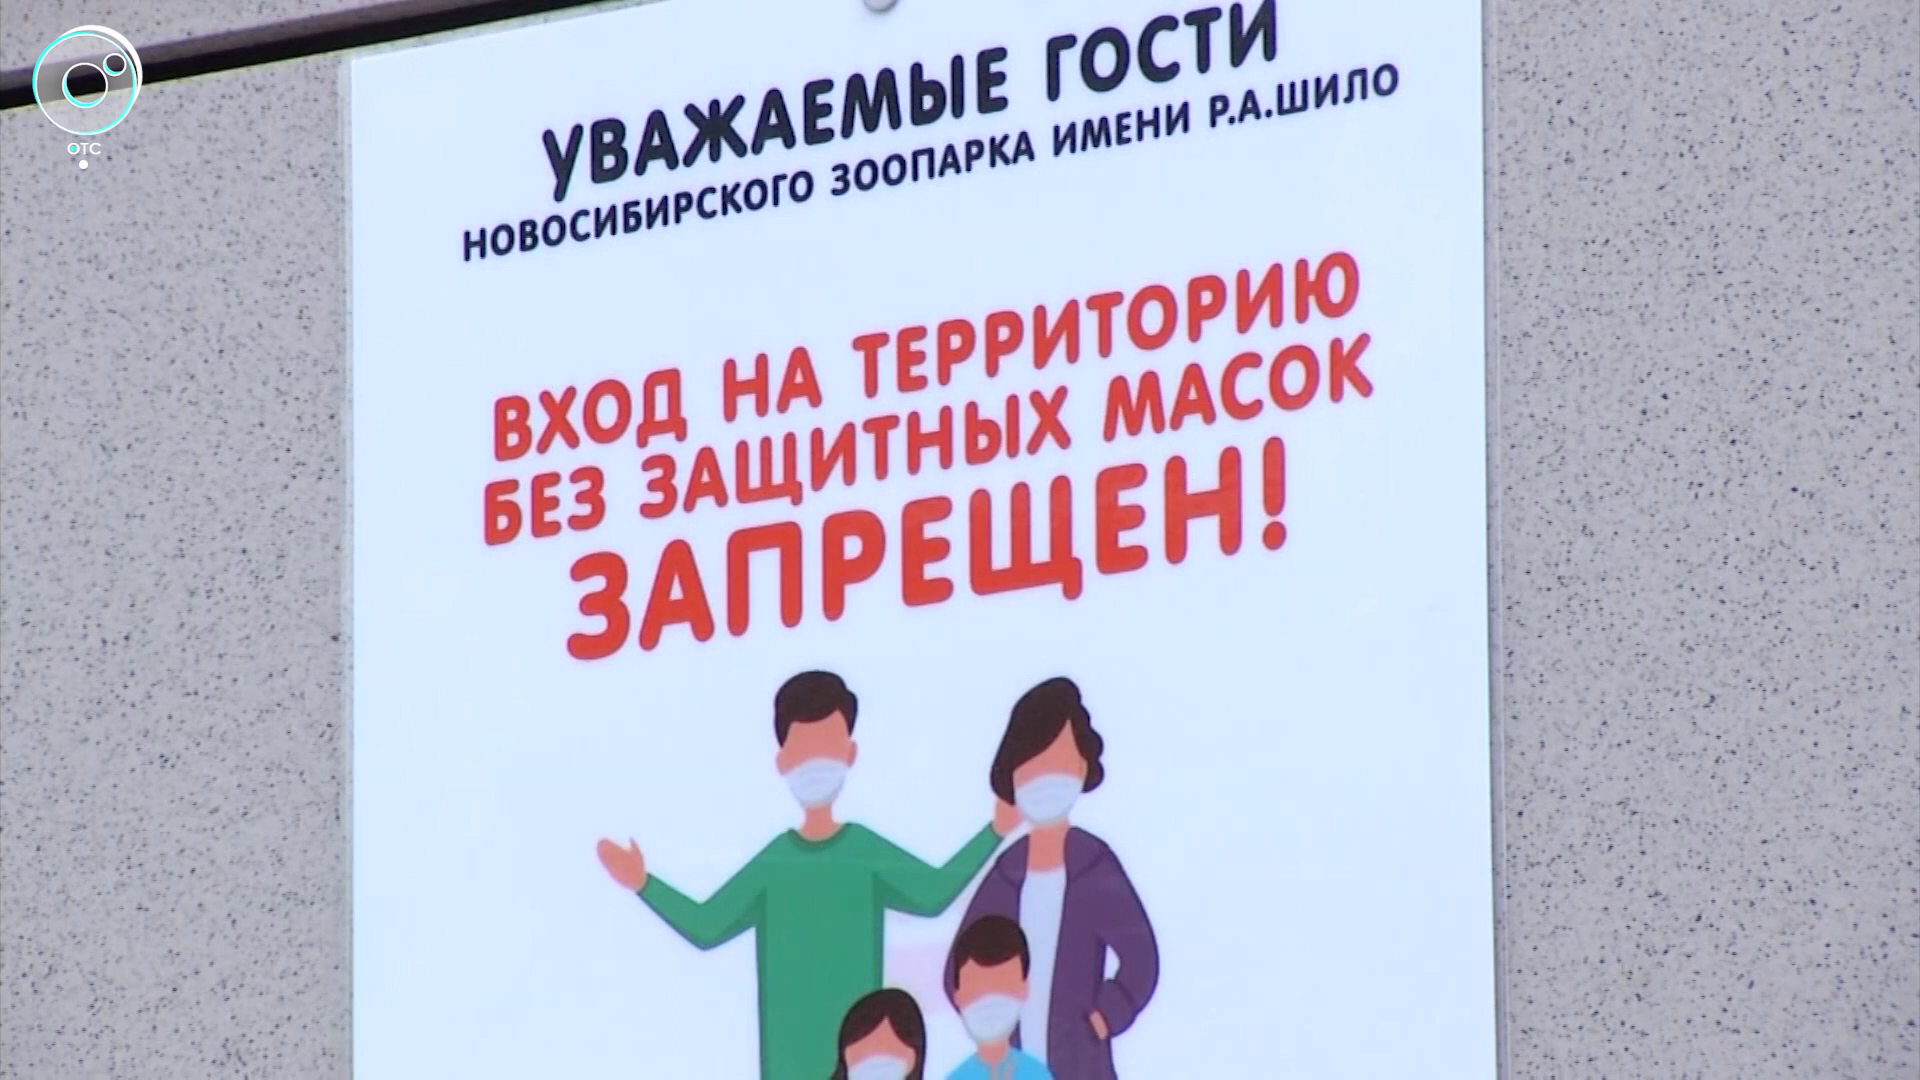 ОТС
УВАЖАЕМЫЕ ГОСТИ
НОВОСИБИРСКОГО ЗООПАРКА ИМЕНИ Р.А.ШИЛО
ВХОД НА ТЕРРИТОРИЮ
БЕЗ ЗАЩИТНЫХ МАСОК
ЗАПРЕЩЕН!